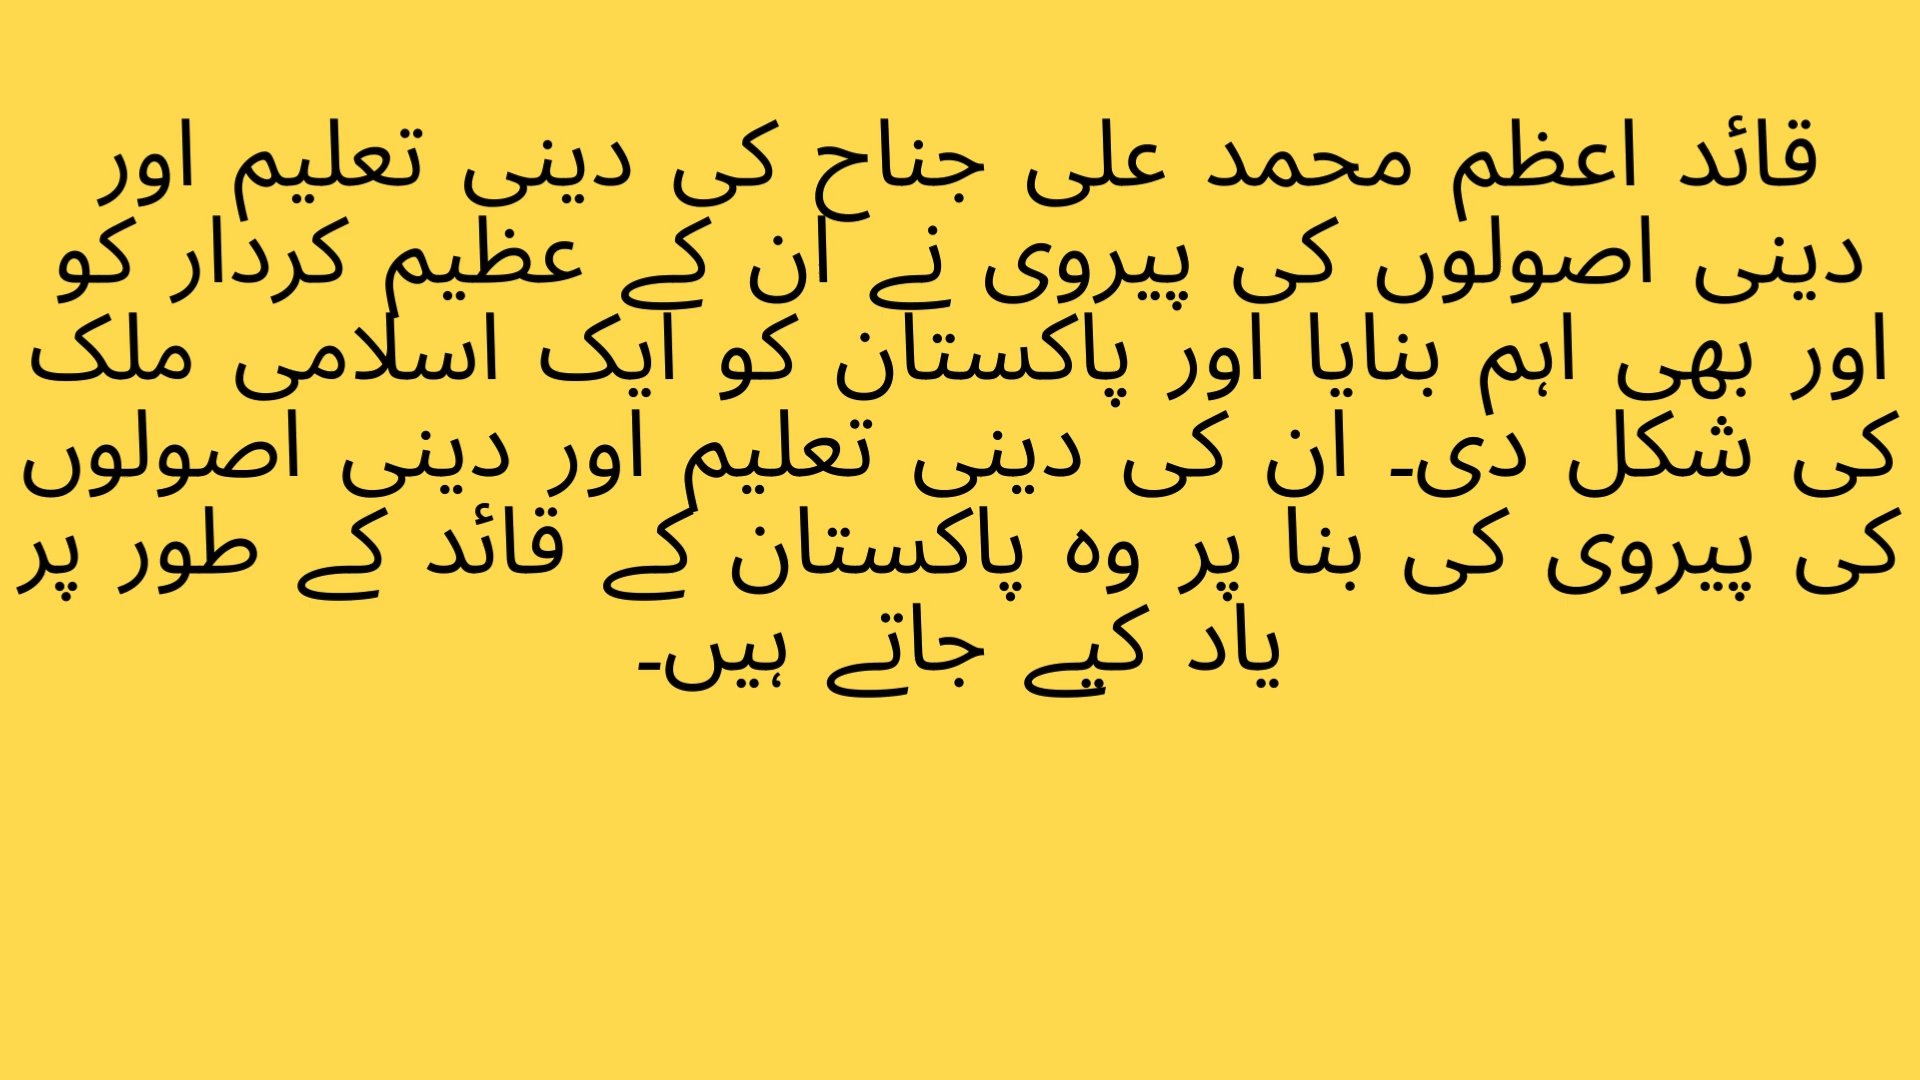 قائد اعظم محمد علی جناح کی دینی تعلیم اور
دینی اصولوں کی پیروی نے ان کے عظیم کردار کو
اور بھی اہم بنایا اور پاکستان کو ایک اسلامی ملک
کی شکل دی۔ ان کی دینی تعلیم اور دینی اصولوں
کی پیروی کی بنا پر وہ پاکستان کے قائد کے طور پر
یاد کیے جاتے ہیں۔